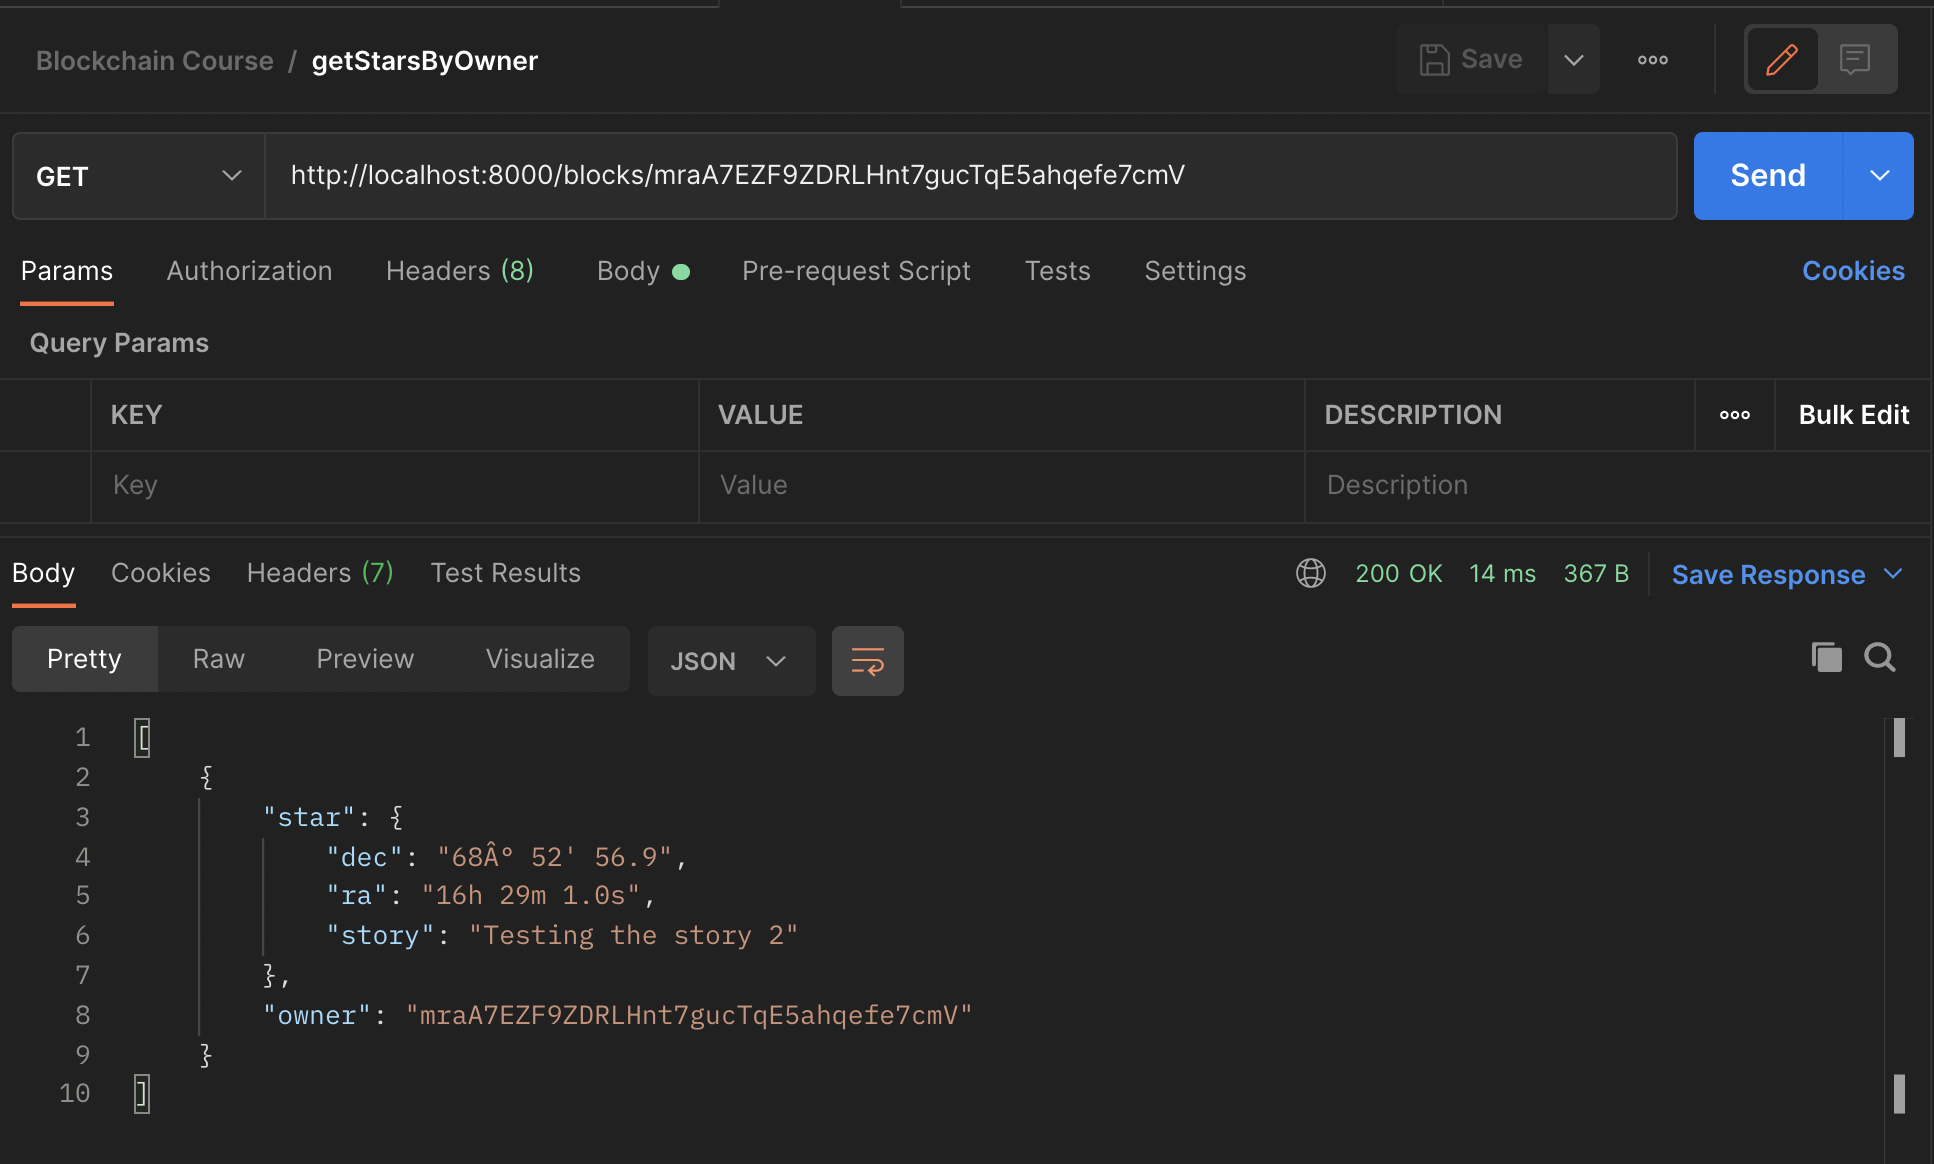 Blockchain Course / getStarsByOwner
Save
GET http://localhost:8000/blocks/mraA7EZF9ZDRLHnt7gucTqE5ahqefe7cmV Send
Params Authorization Headers (8) Body Pre-request Script Tests Settings Cookies
Query Params
KEY VALUE DESCRIPTION Bulk Edit
Key Value Description
Body Cookies Headers (7) Test Results 200 OK 14 ms 367 B Save Response
Pretty Raw Preview Visualize JSON
1 [
2 {
3 "star": {
4 "dec": "68Â° 52' 56.9",
5 "ra": "16h 29m 1.0s",
6 "story": "Testing the story 2"
7 },
8 "owner": "mraA7EZF9ZDRLHnt7gucTqE5ahqefe7cmV"
9 }
10 ]